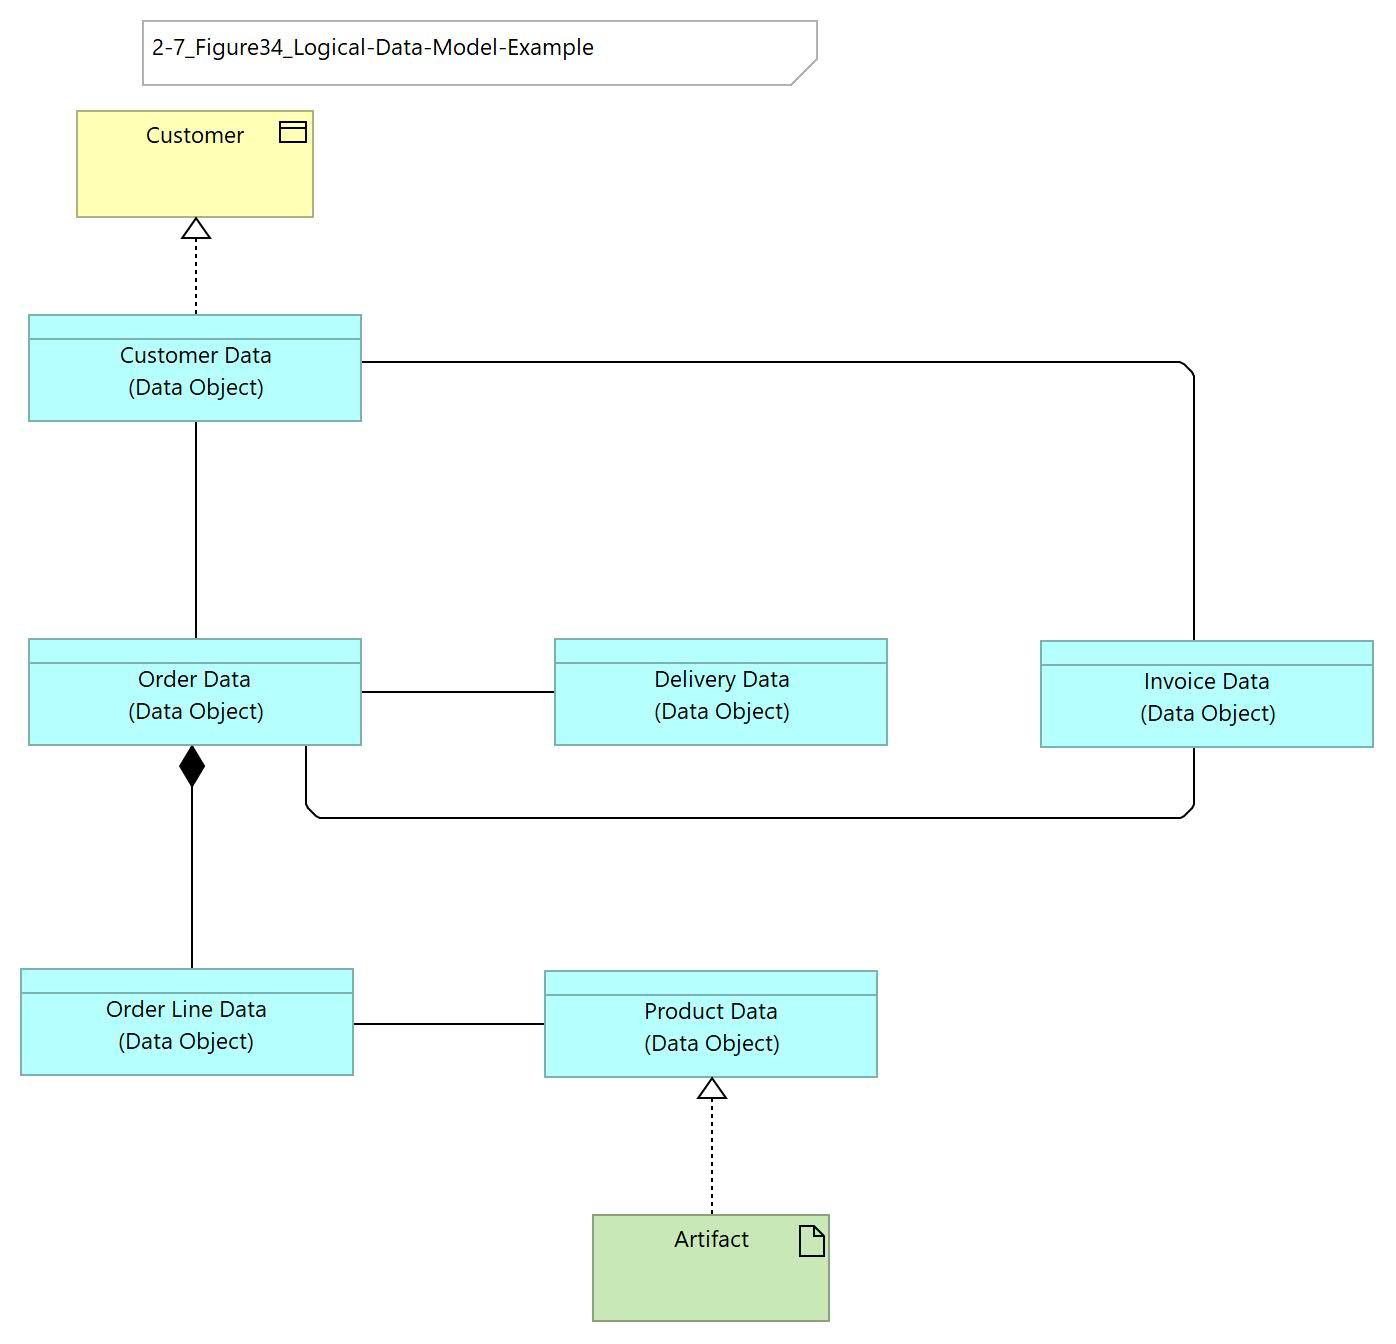 2-7_Figure34_Logical-Data-Model-Example
Customer
Customer Data
(Data Object)
Order Data
(Data Object)
Delivery Data
(Data Object)
Invoice Data
(Data Object)
Order Line Data
(Data Object)
Product Data
(Data Object)
Artifact